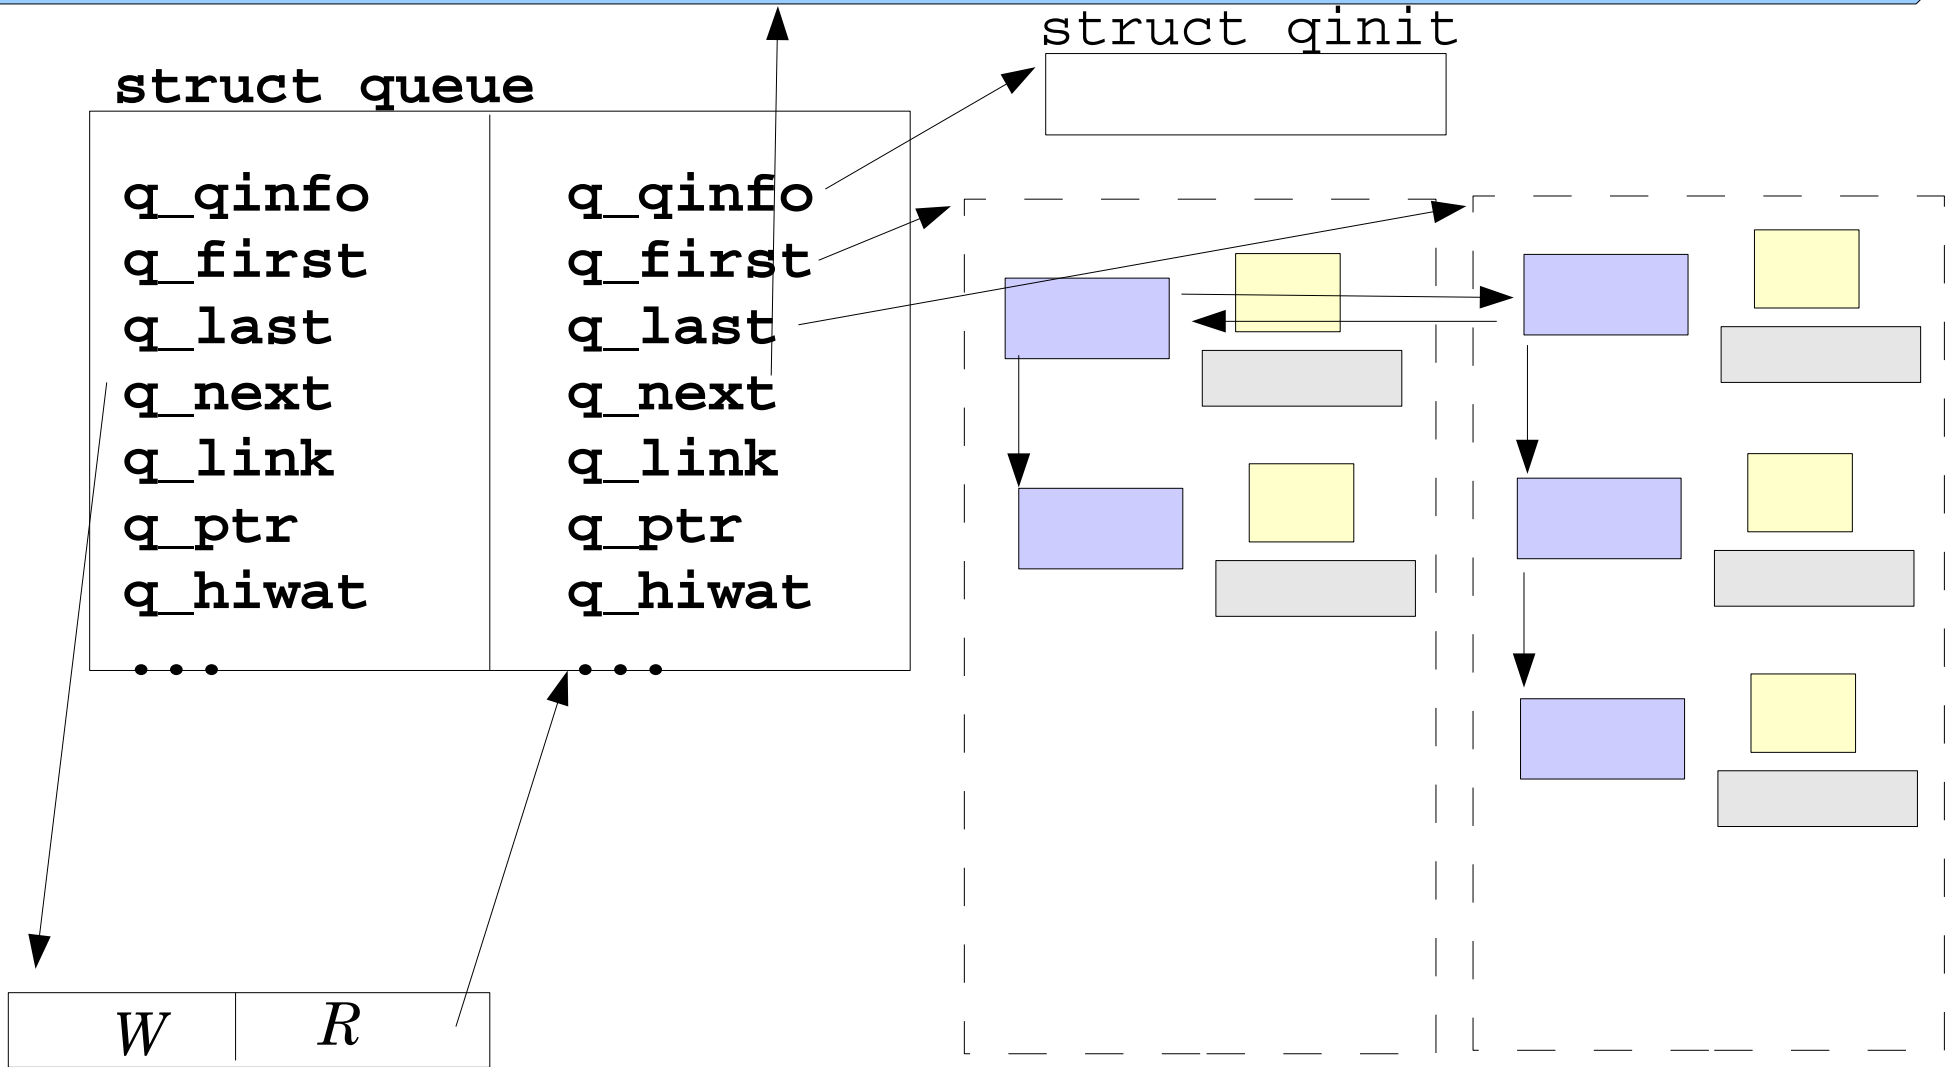 struct qinit
struct queue
q_qinfo q_qinfo
q_first q_first
q_last q_last
q_next q_next
q_link q_link
q_ptr q_ptr
q_hiwat q_hiwat
... ...
W R